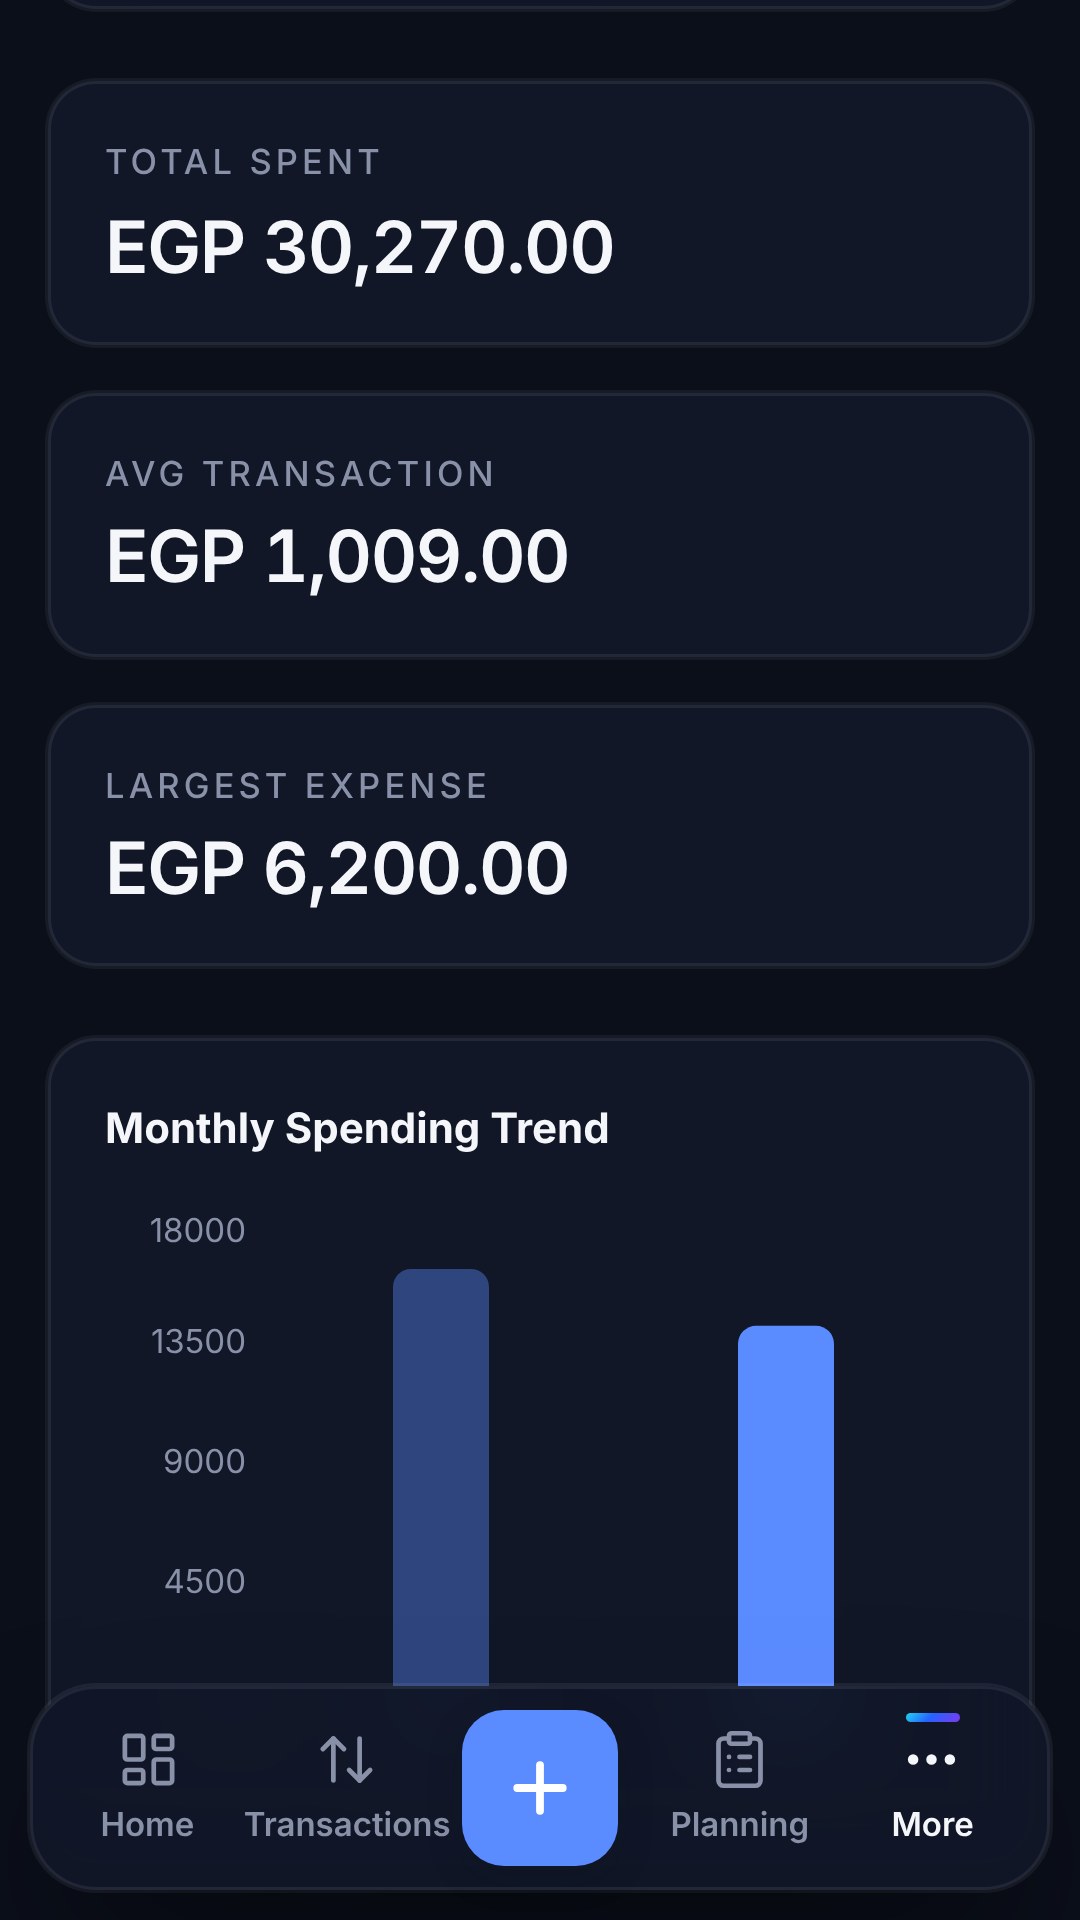 TOTAL SPENT
EGP 30,270.00
AVG TRANSACTION
EGP 1,009.00
LARGEST EXPENSE
EGP 6,200.00
Monthly Spending Trend
18000
13500
9000
4500
Home
Transactions
Planning
More